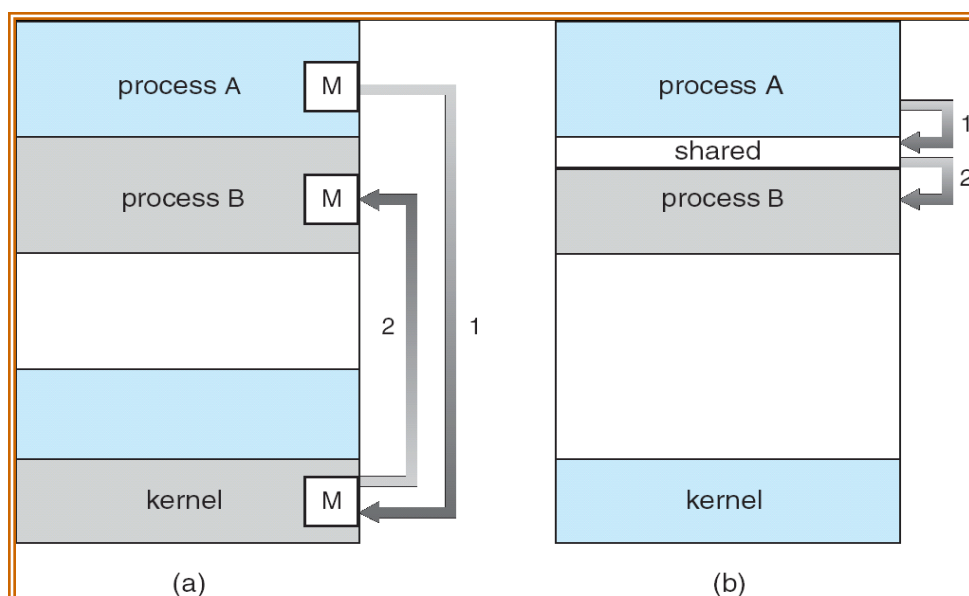 process A M
process B M
2 1
kernel M
(a)
process A
1
shared
2
process B
kernel
(b)